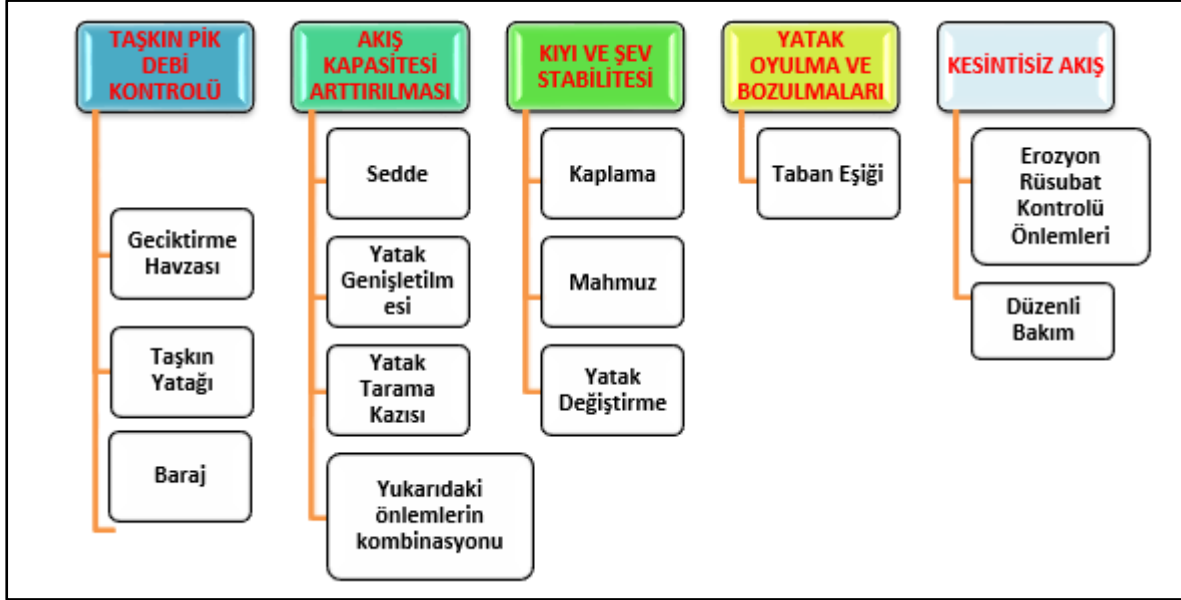 TAŞKIN PİK
DEBİ
KONTROLÜ
Geciktirme
Havzası
Taşkın
Yatağı
Baraj
AKIŞ
KAPASİTESİ
ARTTIRILMASI
Sedde
Yatak
Genişletilm
esi
Yatak
Tarama
Kazısı
Yukarıdaki
önlemlerin
kombinasyonu
KIYI VE ŞEV
STABİLİTESİ
Kaplama
Mahmuz
Yatak
Değiştirme
YATAK
OYULMA VE
BOZULMALARI
Taban Eşiği
KESİNTİSİZ AKIŞ
Erozyon
Rüsubat
Kontrolü
Önlemleri
Düzenli
Bakım